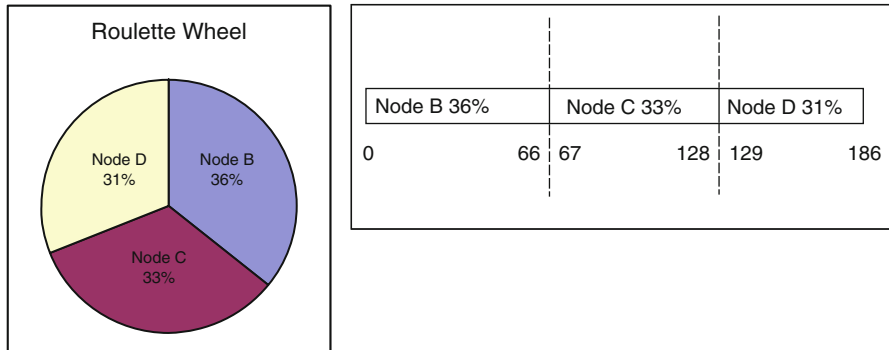 Roulette Wheel
Node D
31%
Node B
36%
Node C
33%
Node B 36% Node C 33% Node D 31%
0 66 67 128 129 186